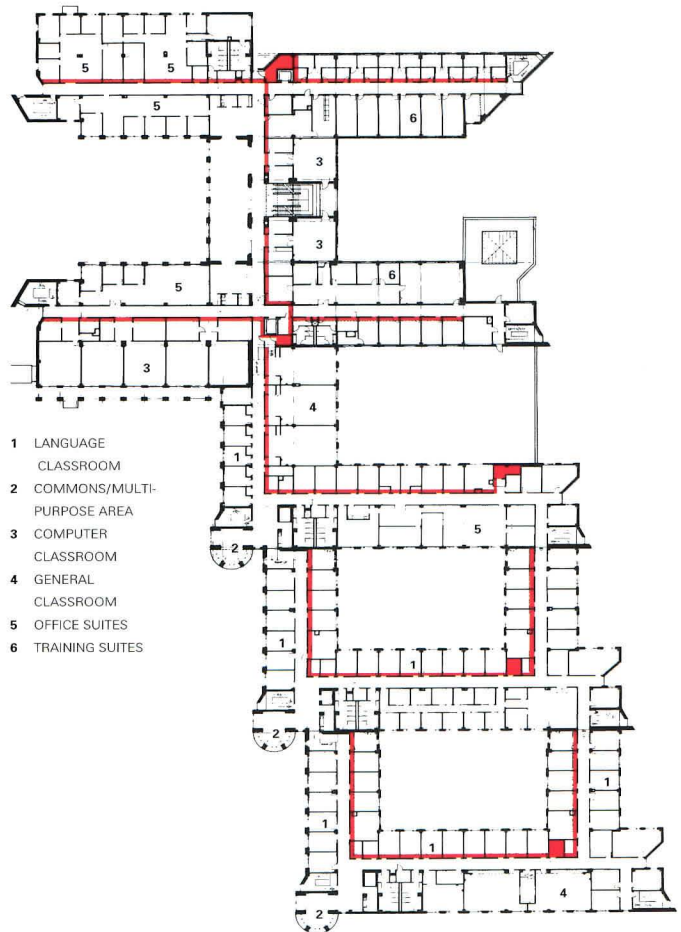 5
5
5
6
3
3
5
6
3
4
1 LANGUAGE
CLASSROOM
2 COMMONS/MULTI-
PURPOSE AREA
3 COMPUTER
CLASSROOM
4 GENERAL
CLASSROOM
5 OFFICE SUITES
6 TRAINING SUITES
1
2
5
1
1
2
1
1
1
4
2